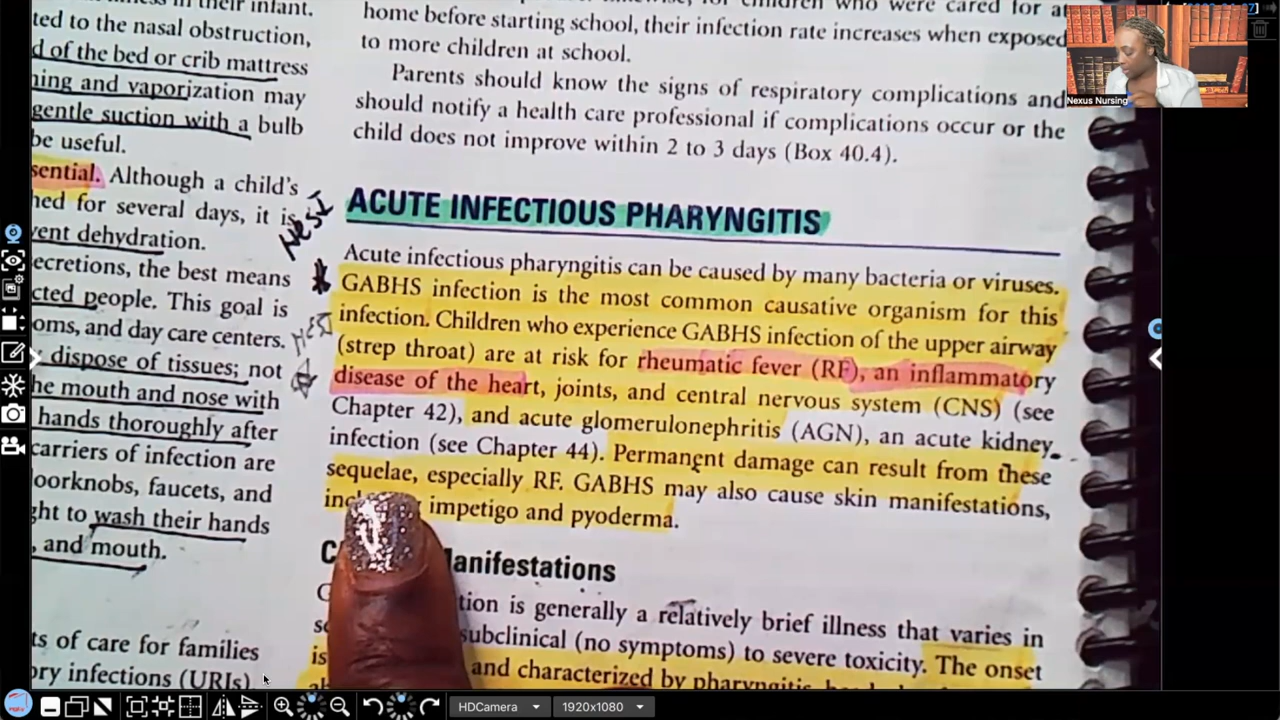 ted to the nasal obstruction,
d of the bed or crib mattress
ning and vaporization may
gentle suction with a bulb
be useful.
sential. Although a child's
ned for several days, it is
vent dehydration.
ecretions, the best means
cted people. This goal is
oms, and day care centers.
dispose of tissues; not
he mouth and nose with
hands thoroughly after
carriers of infection are
oorknobs, faucets, and
ght to wash their hands
, and mouth.
ts of care for families
ory infections (URIs).
home before starting school, their infection rate increases when exposed
to more children at school.
Parents should know the signs of respiratory complications and
should notify a health care professional if complications occur or the
child does not improve within 2 to 3 days (Box 40.4).
ACUTE INFECTIOUS PHARYNGITIS
Acute infectious pharyngitis can be caused by many bacteria or viruses.
GABHS infection is the most common causative organism for this
infection. Children who experience GABHS infection of the upper airway
(strep throat) are at risk for rheumatic fever (RF), an inflammatory
disease of the heart, joints, and central nervous system (CNS) (see
Chapter 42), and acute glomerulonephritis (AGN), an acute kidney
infection (see Chapter 44). Permanent damage can result from these
sequelae, especially RF. GABHS may also cause skin manifestations,
impetigo and pyoderma.
anifestations
tion is generally a relatively brief illness that varies in
subclinical (no symptoms) to severe toxicity. The onset
and characterized by pharyngitis,
Nexus Nursing
HDCamera
1920x1080